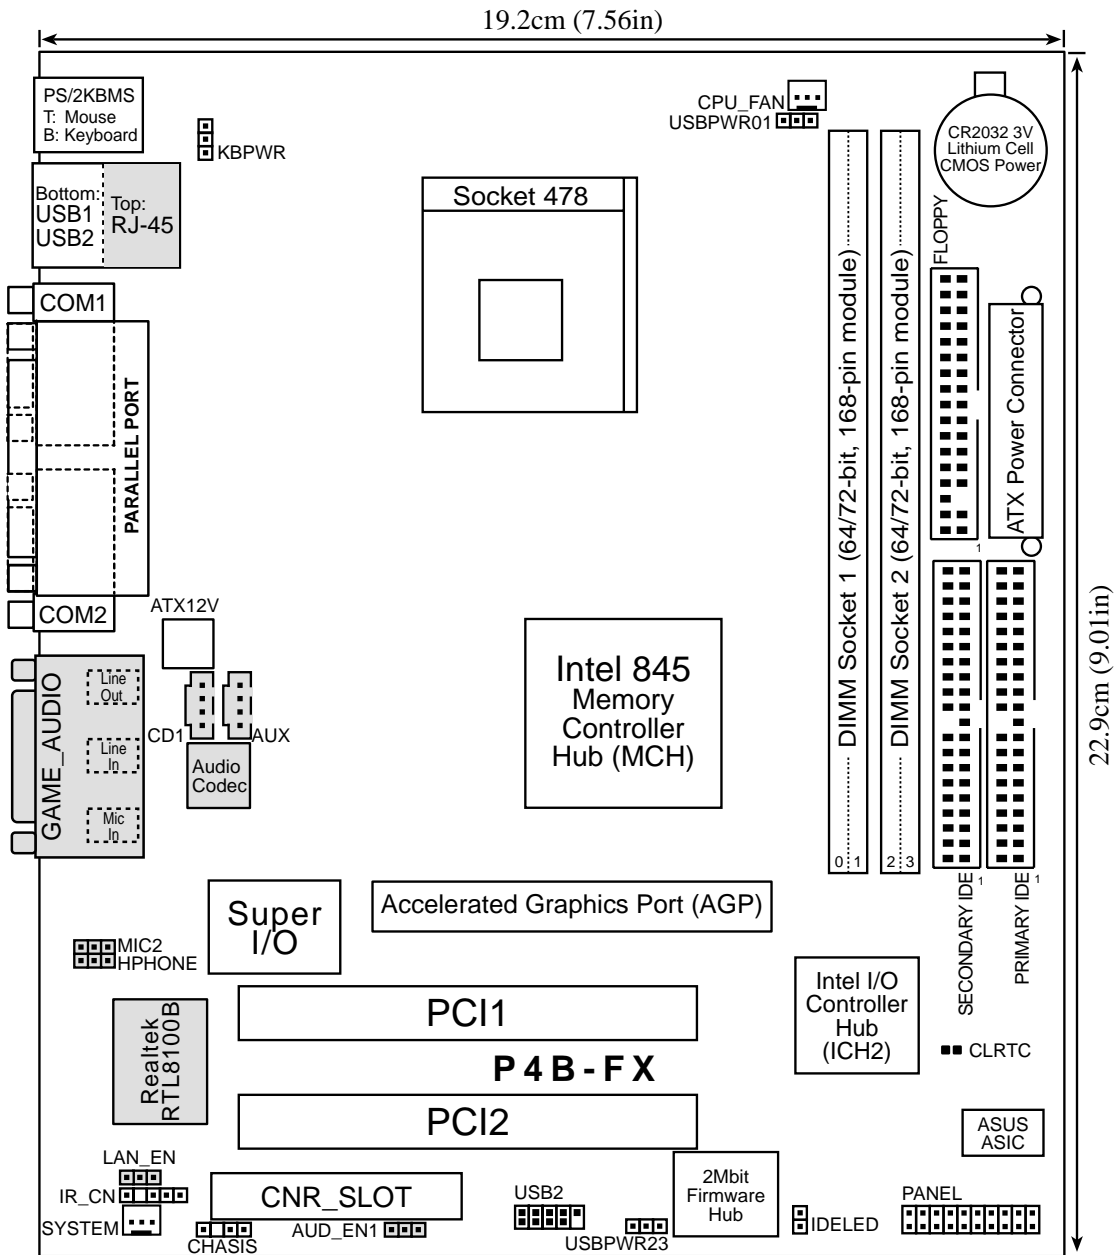 19.2cm (7.56in)
PS/2KBMS
T: Mouse
B: Keyboard
KBPWR
CPU_FAN
USBPWR01
CR2032 3V
Lithium Cell
CMOS Power
Bottom:
USB1
USB2
Top:
RJ-45
Socket 478
FLOPPY
COM1
PARALLEL PORT
COM2
DIMM Socket 1 (64/72-bit, 168-pin module)
0 1
DIMM Socket 2 (64/72-bit, 168-pin module)
2 3
ATX Power Connector
1
22.9cm (9.01in)
ATX12V
GAME_AUDIO
Line
Out
Line
In
Mic
In
CD1
AUX
Audio
Codec
Intel 845
Memory
Controller
Hub (MCH)
SECONDARY IDE
1
PRIMARY IDE
1
Super
I/O
Accelerated Graphics Port (AGP)
MIC2
HPHONE
Intel I/O
Controller
Hub
(ICH2)
PCI1
Realtek
RTL8100B
P4B-FX
CLRTC
PCI2
ASUS
ASIC
LAN_EN
IR_CN
SYSTEM
CHASIS
CNR_SLOT
AUD_EN1
USB2
USBPWR23
2Mbit
Firmware
Hub
IDELED
PANEL